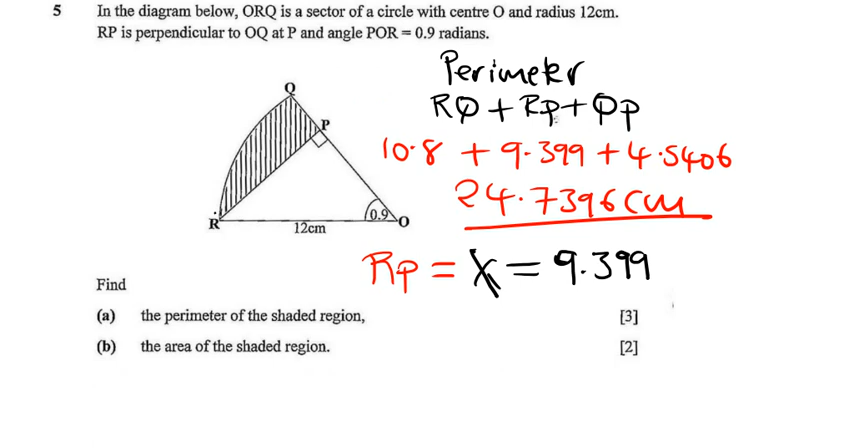 5 In the diagram below, ORQ is a sector of a circle with centre O and radius 12cm.
RP is perpendicular to OQ at P and angle POR = 0.9 radians.
Perimeter
RQ + Rp + Qp
10.8 + 9.399 + 4.5406
24.7396 cm
Rp = x = 9.399
Q
P
R
12cm
0.9
O
Find
(a) the perimeter of the shaded region, [3]
(b) the area of the shaded region. [2]